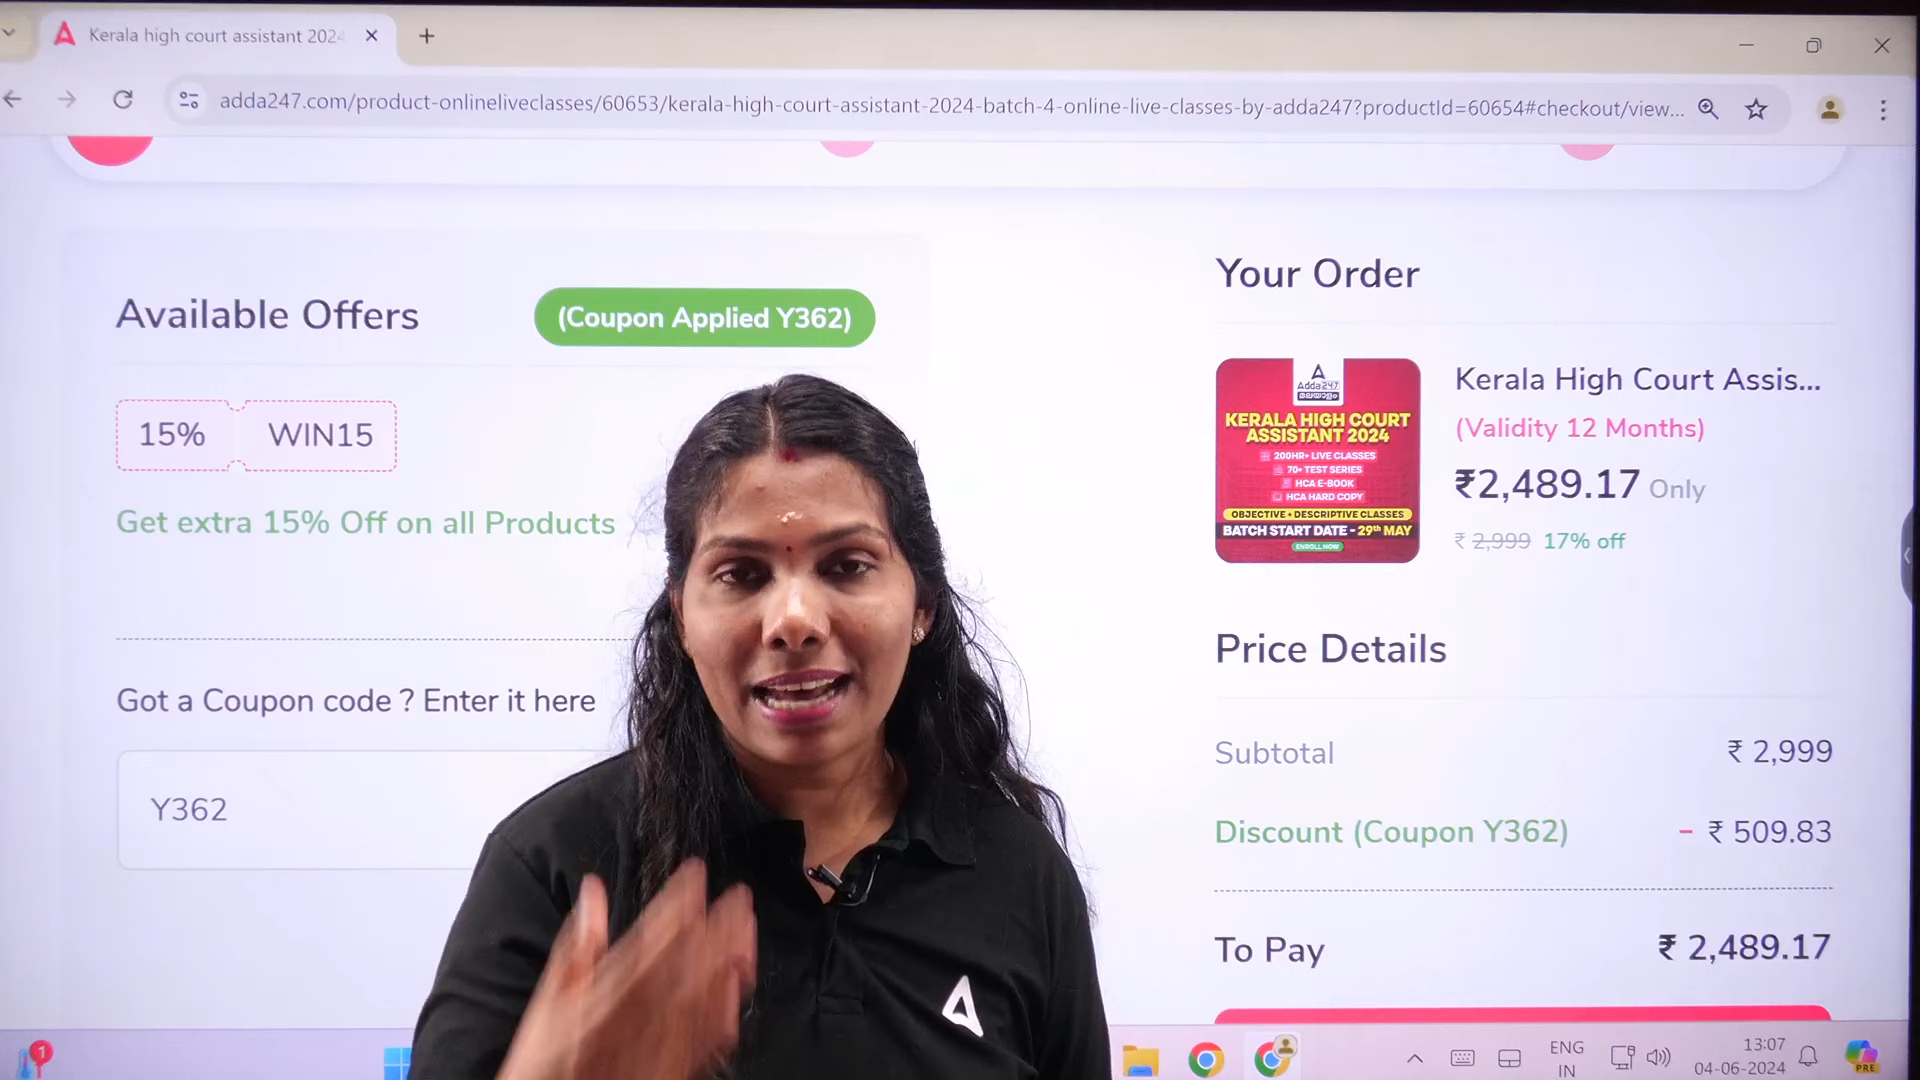 Kerala high court assistant 2024
adda247.com/product-onlineliveclasses/60653/kerala-high-court-assistant-2024-batch-4-online-live-classes-by-adda247?productId=60654#checkout/view...
Available Offers
(Coupon Applied Y362)
15% WIN15
Get extra 15% Off on all Products
Got a Coupon code ? Enter it here
Y362
Your Order
Adda247
മലയാളം
KERALA HIGH COURT
ASSISTANT 2024
200HR+ LIVE CLASSES
70+ TEST SERIES
HCA E-BOOK
HCA HARD COPY
OBJECTIVE + DESCRIPTIVE CLASSES
BATCH START DATE - 29th MAY
ENROLL NOW
Kerala High Court Assis...
(Validity 12 Months)
₹2,489.17 Only
₹ 2,999 17% off
Price Details
Subtotal ₹ 2,999
Discount (Coupon Y362) - ₹ 509.83
To Pay ₹ 2,489.17
1
ENG
IN
13:07
04-06-2024
PRE